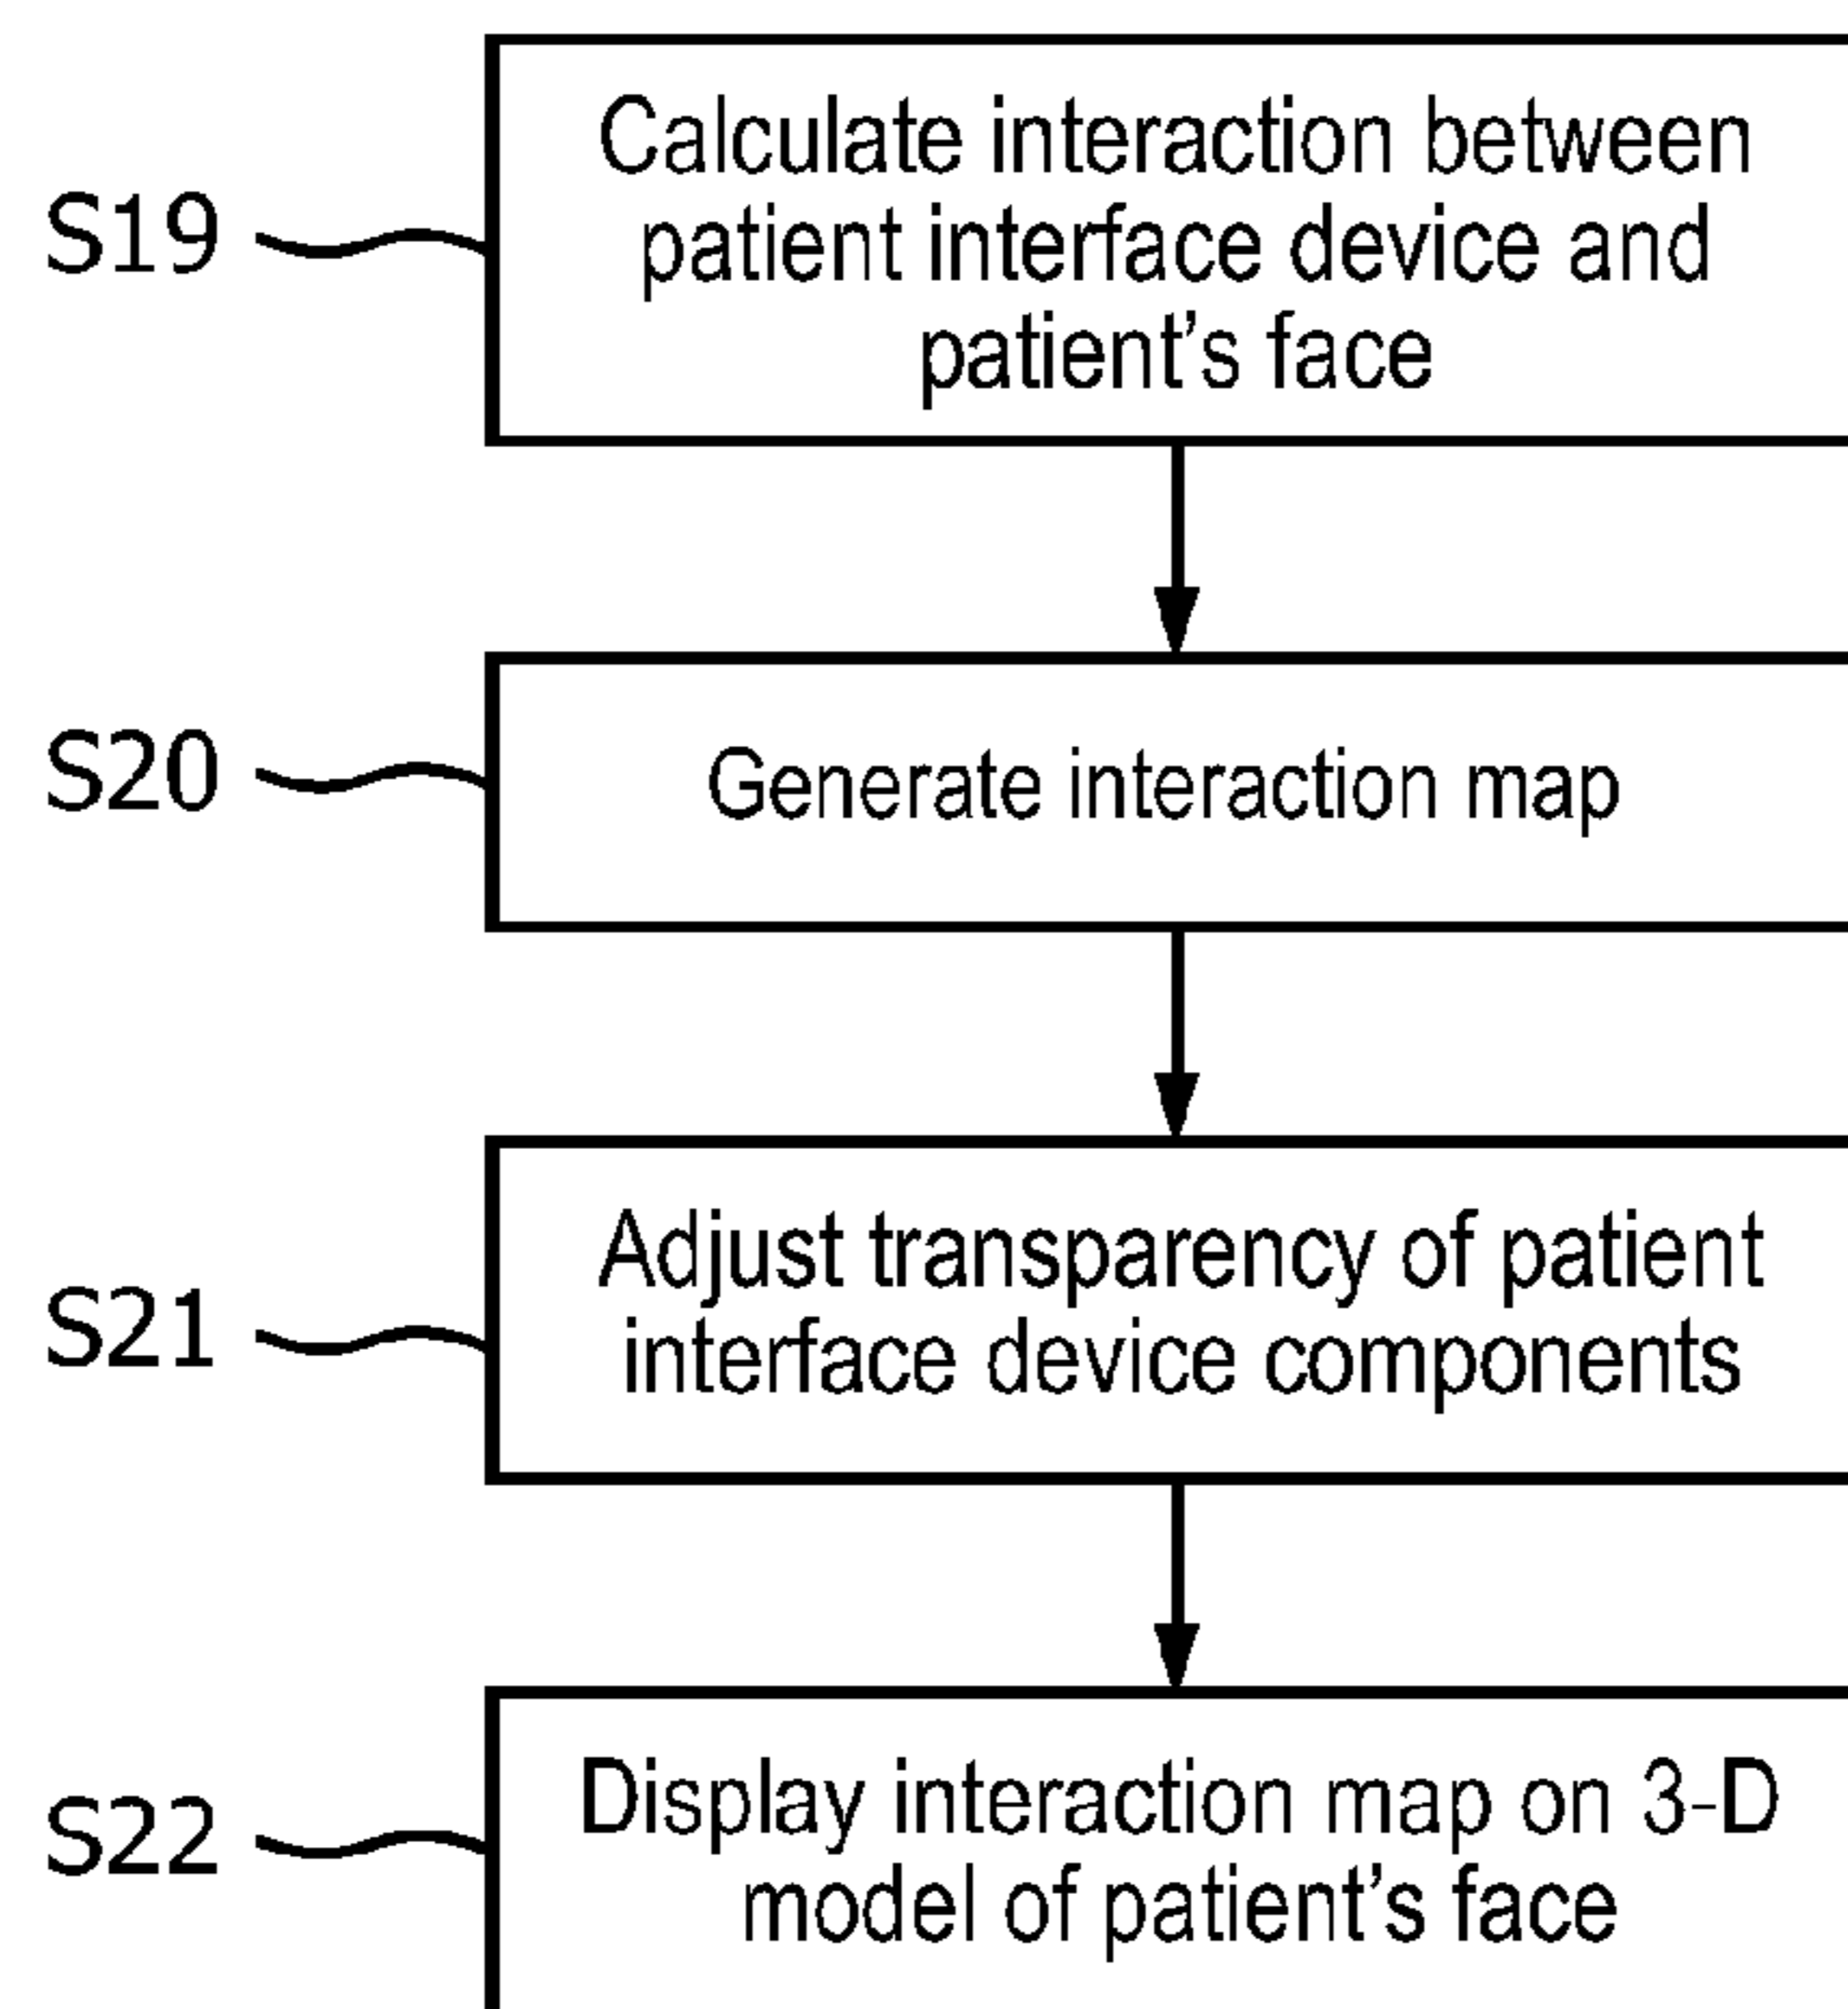 S19
Calculate interaction between
patient interface device and
patient’s face
S20
Generate interaction map
S21
Adjust transparency of patient
interface device components
S22
Display interaction map on 3-D
model of patient’s face